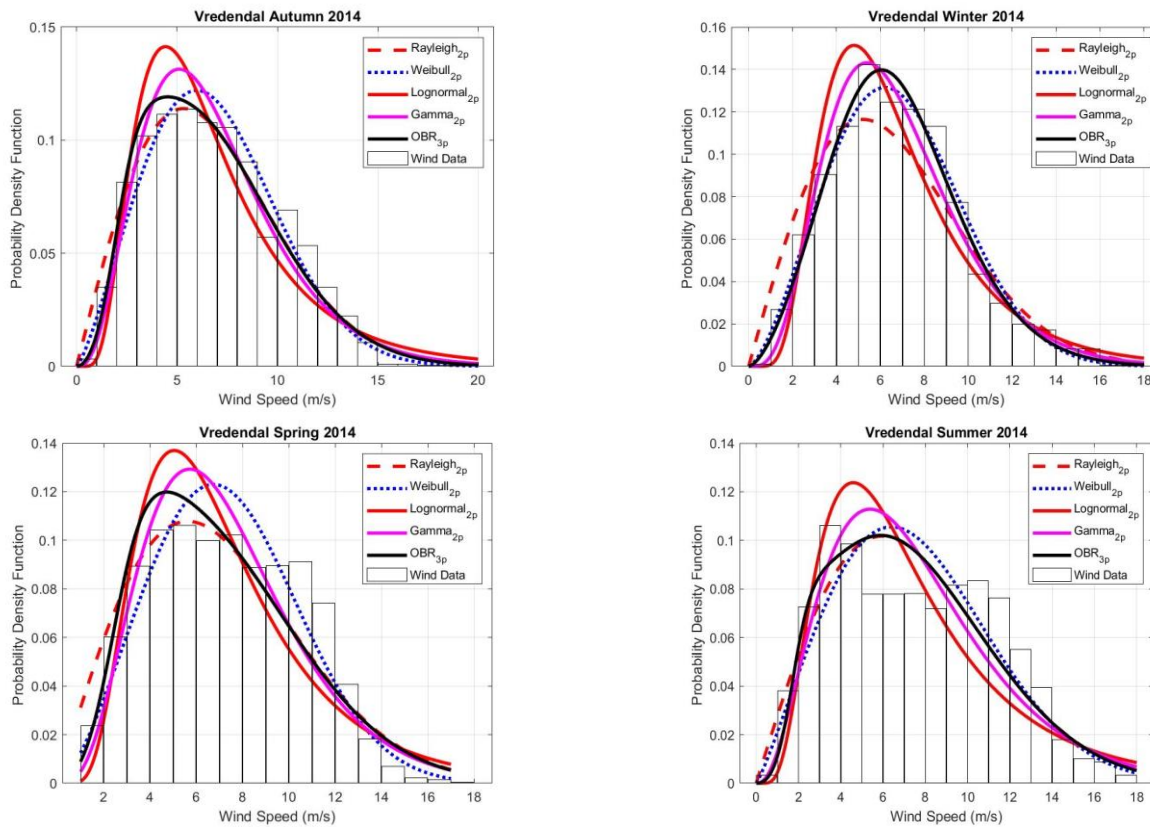 Vredendal Autumn 2014
Probability Density Function
0.15
0.1
0.05
0
Rayleigh2p
Weibull2p
Lognormal2p
Gamma2p
OBR3p
Wind Data
0 5 10 15 20
Wind Speed (m/s)
Vredendal Winter 2014
Probability Density Function
0.16
0.14
0.12
0.1
0.08
0.06
0.04
0.02
0
Rayleigh2p
Weibull2p
Lognormal2p
Gamma2p
OBR3p
Wind Data
0 2 4 6 8 10 12 14 16 18
Wind Speed (m/s)
Vredendal Spring 2014
Probability Density Function
0.14
0.12
0.1
0.08
0.06
0.04
0.02
0
Rayleigh2p
Weibull2p
Lognormal2p
Gamma2p
OBR3p
Wind Data
2 4 6 8 10 12 14 16 18
Wind Speed (m/s)
Vredendal Summer 2014
Probability Density Function
0.14
0.12
0.1
0.08
0.06
0.04
0.02
0
Rayleigh2p
Weibull2p
Lognormal2p
Gamma2p
OBR3p
Wind Data
0 2 4 6 8 10 12 14 16 18
Wind Speed (m/s)